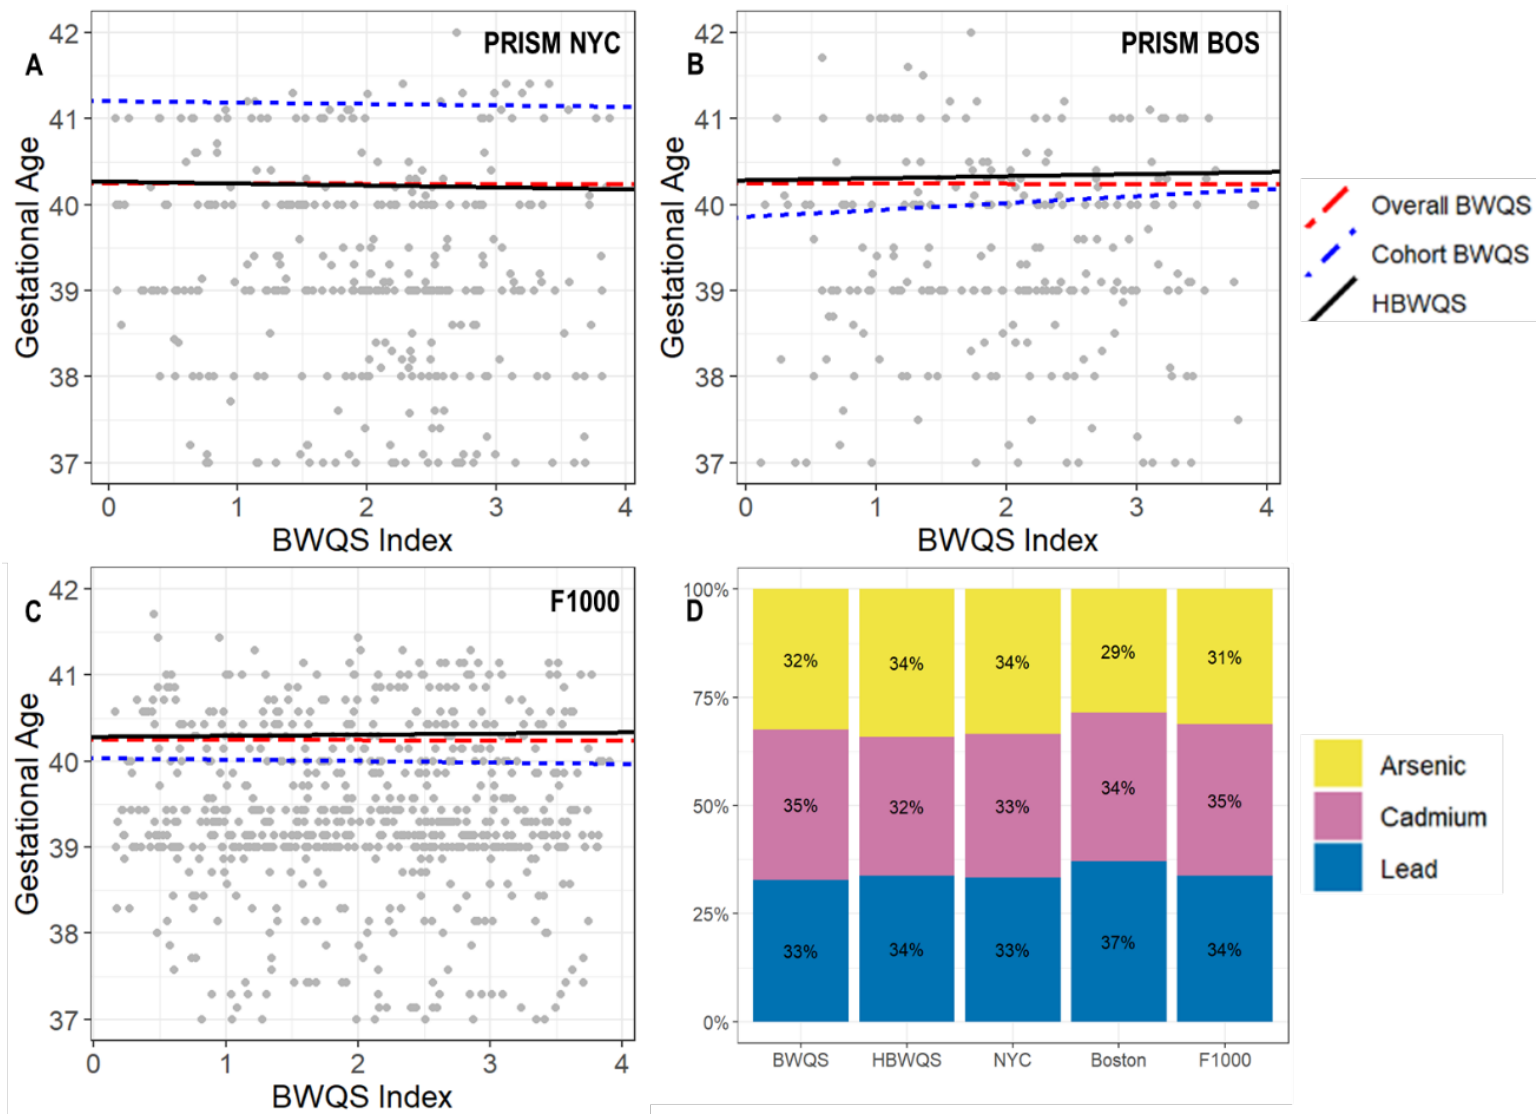 A
PRISM NYC
42
41
40
39
38
37
Gestational Age
0 1 2 3 4
BWQS Index
B
PRISM BOS
42
41
40
39
38
37
Gestational Age
0 1 2 3 4
BWQS Index
Overall BWQS
Cohort BWQS
HBWQS
C
F1000
42
41
40
39
38
37
Gestational Age
0 1 2 3 4
BWQS Index
D
100%
75%
50%
25%
0%
32% 34% 34% 29% 31%
35% 32% 33% 34% 35%
33% 34% 33% 37% 34%
BWQS HBWQS NYC Boston F1000
Arsenic
Cadmium
Lead